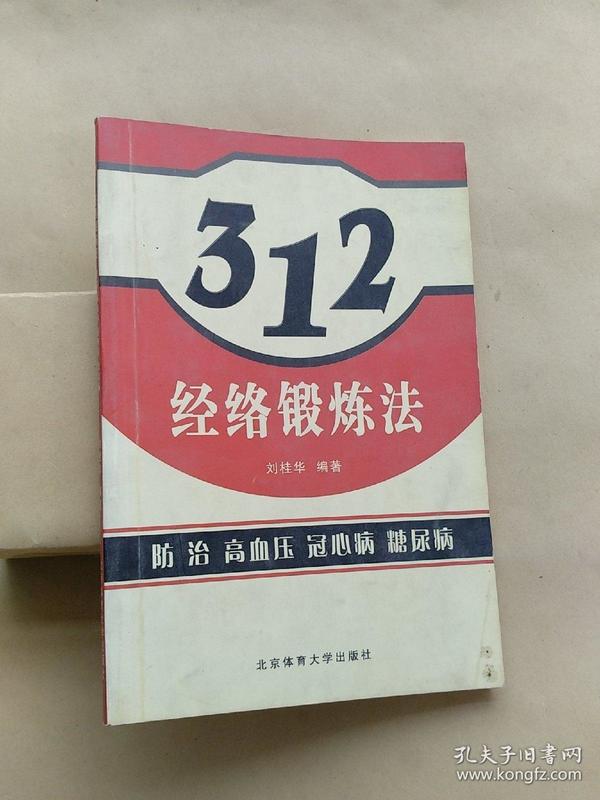 312
经络锻炼法
刘桂华 编著
防治 高血压 冠心病 糖尿病
北京体育大学出版社
孔夫子旧书网
www.kongfz.com